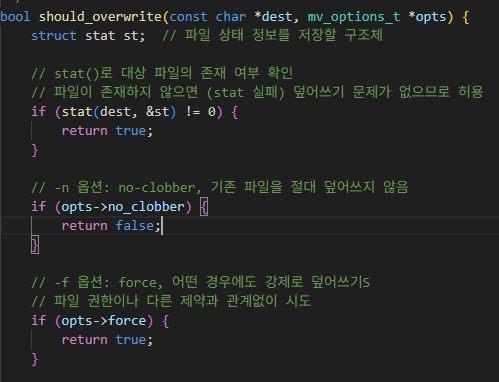 bool should_overwrite(const char *dest, mv_options_t *opts) {
struct stat st;  // 파일 상태 정보를 저장할 구조체
// stat()로 대상 파일의 존재 여부 확인
// 파일이 존재하지 않으면 (stat 실패) 덮어쓰기 문제가 없으므로 허용
if (stat(dest, &st) != 0) {
return true;
}
// -n 옵션: no-clobber, 기존 파일을 절대 덮어쓰지 않음
if (opts->no_clobber) {
return false;
}
// -f 옵션: force, 어떤 경우에도 강제로 덮어쓰기S
// 파일 권한이나 다른 제약과 관계없이 시도
if (opts->force) {
return true;
}